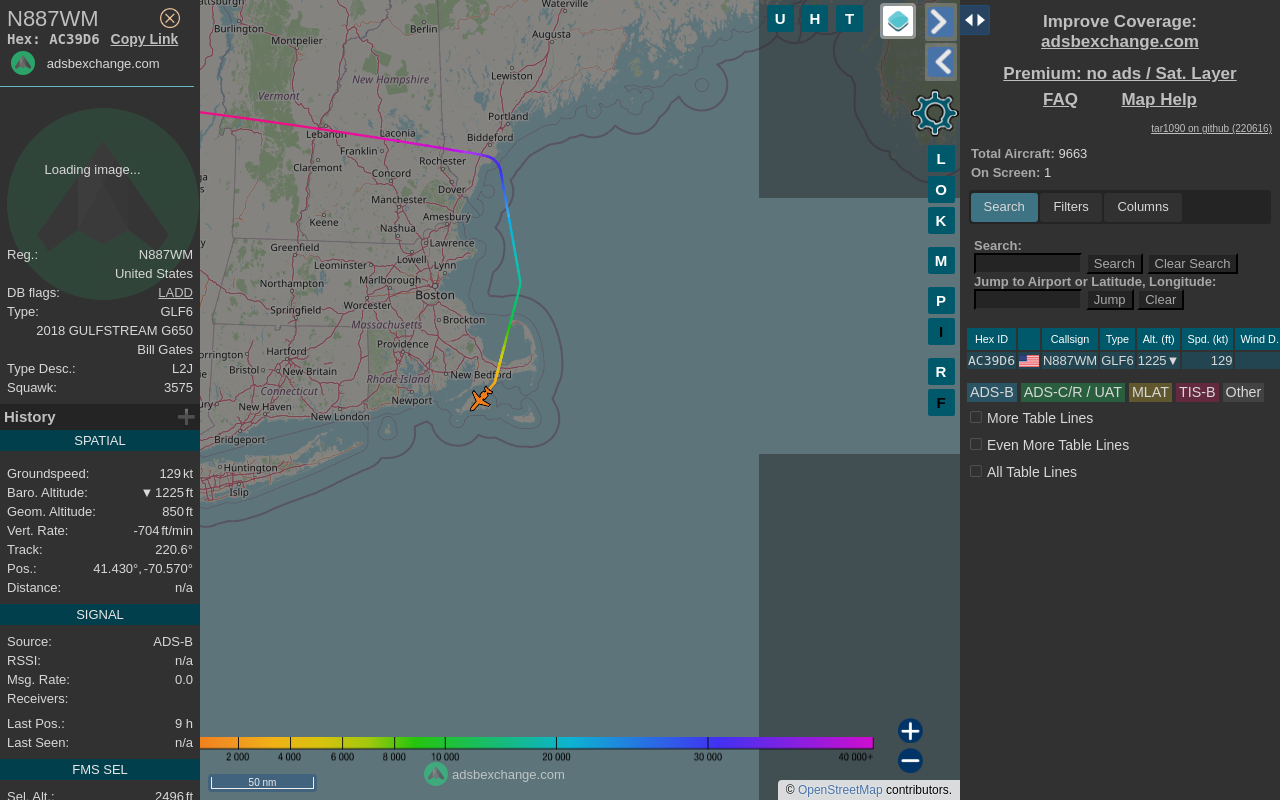 N887WM
Hex: AC39D6 Copy Link
adsbexchange.com
Loading image...
Reg.: N887WM
United States
DB flags: LADD
Type: GLF6
2018 GULFSTREAM G650
Bill Gates
Type Desc.: L2J
Squawk: 3575
History
SPATIAL
Groundspeed: 129 kt
Baro. Altitude: ▼ 1225 ft
Geom. Altitude: 850 ft
Vert. Rate: -704 ft/min
Track: 220.6°
Pos.: 41.430°, -70.570°
Distance: n/a
SIGNAL
Source: ADS-B
RSSI: n/a
Msg. Rate: 0.0
Receivers:
Last Pos.: 9 h
Last Seen: n/a
FMS SEL
Sel. Alt.: 2496 ft
Waterville
Burlington
Berlin
Augusta
Montpelier
Lewiston
New Hampshire
Vermont
Portland
Lebanon
Laconia
Biddeford
Franklin
Rochester
Claremont
Concord
Dover
Manchester
Amesbury
Keene
Nashua
Greenfield
Lawrence
Lowell
Leominster
Lynn
Northampton
Marlborough
Boston
Worcester
Springfield
Massachusetts
Brockton
Providence
Hartford
Bristol
New Britain
Rhode Island
New Bedford
Connecticut
Newport
New Haven
New London
Bridgeport
Huntington
Islip
U H T
L
O
K
M
P
I
R
F
2 000 4 000 6 000 8 000 10 000 20 000 30 000 40 000+
adsbexchange.com
50 nm
© OpenStreetMap contributors.
Improve Coverage:
adsbexchange.com
Premium: no ads / Sat. Layer
FAQ Map Help
tar1090 on github (220616)
Total Aircraft: 9663
On Screen: 1
Search Filters Columns
Search:
Search Clear Search
Jump to Airport or Latitude, Longitude:
Jump Clear
Hex ID Callsign Type Alt. (ft) Spd. (kt) Wind D.
AC39D6 N887WM GLF6 1225▼ 129
ADS-B ADS-C/R / UAT MLAT TIS-B Other
More Table Lines
Even More Table Lines
All Table Lines